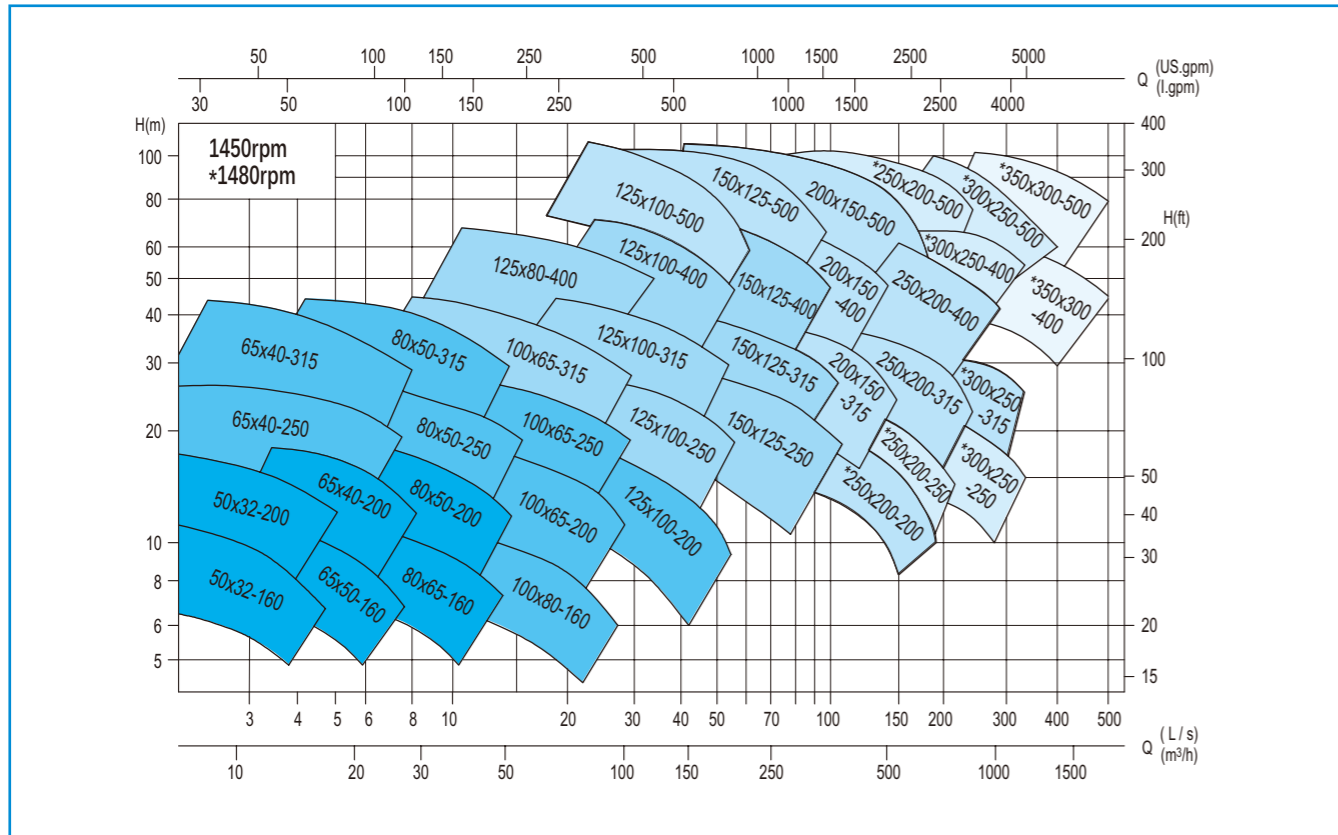 50 100 150 250 500 1000 1500 2500 5000 (US.gpm)
Q
30 50 100 150 250 500 1000 1500 2500 4000 (I.gpm)
H(m)
1450rpm
*1480rpm
100
80
60
50
40
30
20
10
8
6
5
400
300
H(ft)
200
100
50
40
30
20
15
125x100-500
150x125-500
200x150-500
*250x200-500
*300x250-500
*350x300-500
125x80-400
125x100-400
150x125-400
200x150
-400
250x200-400
*300x250-400
*350x300
-400
65x40-315
80x50-315
100x65-315
125x100-315
150x125-315
200x150
-315
250x200-315
*300x250
-315
65x40-250
80x50-250
100x65-250
125x100-250
150x125-250
*250x200-250
*300x250
-250
50x32-200
65x40-200
80x50-200
100x65-200
125x100-200
*250x200-200
50x32-160
65x50-160
80x65-160
100x80-160
3 4 5 6 8 10 20 30 40 50 70 100 150 200 300 400 500 (L/s)
Q
10 20 30 50 100 150 250 500 1000 1500 (m³/h)